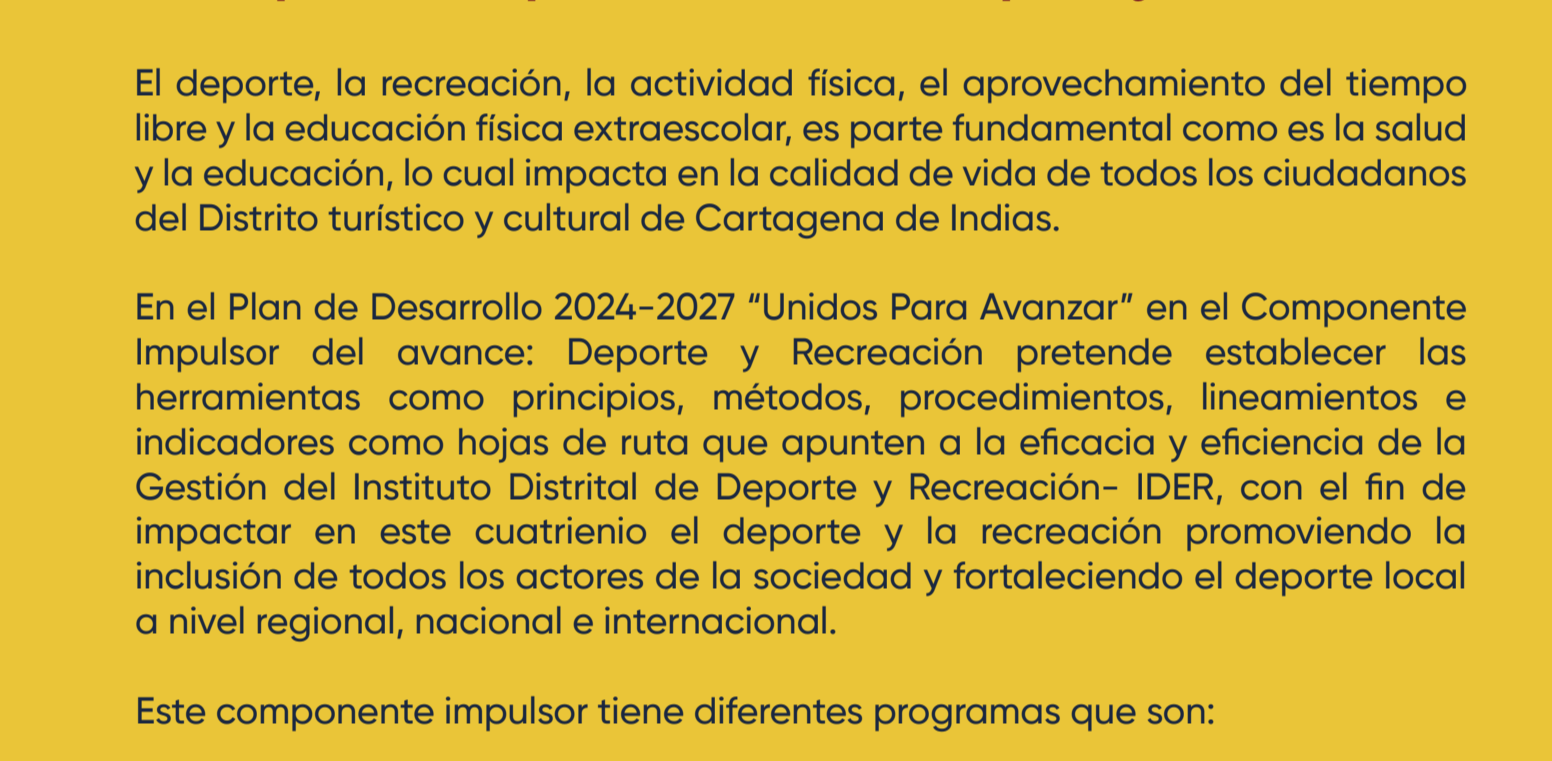 El deporte, la recreación, la actividad física, el aprovechamiento del tiempo
libre y la educación física extraescolar, es parte fundamental como es la salud
y la educación, lo cual impacta en la calidad de vida de todos los ciudadanos
del Distrito turístico y cultural de Cartagena de Indias.
En el Plan de Desarrollo 2024-2027 “Unidos Para Avanzar” en el Componente
Impulsor del avance: Deporte y Recreación pretende establecer las
herramientas como principios, métodos, procedimientos, lineamientos e
indicadores como hojas de ruta que apunten a la eficacia y eficiencia de la
Gestión del Instituto Distrital de Deporte y Recreación- IDER, con el fin de
impactar en este cuatrienio el deporte y la recreación promoviendo la
inclusión de todos los actores de la sociedad y fortaleciendo el deporte local
a nivel regional, nacional e internacional.
Este componente impulsor tiene diferentes programas que son: